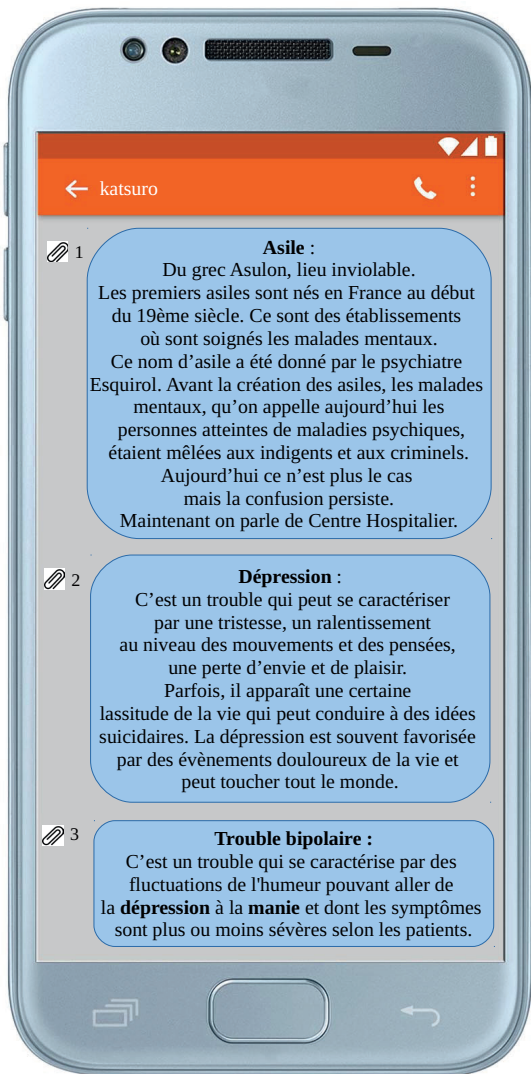 katsuro
1
Asile :
Du grec Asulon, lieu inviolable.
Les premiers asiles sont nés en France au début
du 19ème siècle. Ce sont des établissements
où sont soignés les malades mentaux.
Ce nom d’asile a été donné par le psychiatre
Esquirol. Avant la création des asiles, les malades
mentaux, qu’on appelle aujourd’hui les
personnes atteintes de maladies psychiques,
étaient mêlées aux indigents et aux criminels.
Aujourd’hui ce n’est plus le cas
mais la confusion persiste.
Maintenant on parle de Centre Hospitalier.
2
Dépression :
C’est un trouble qui peut se caractériser
par une tristesse, un ralentissement
au niveau des mouvements et des pensées,
une perte d’envie et de plaisir.
Parfois, il apparaît une certaine
lassitude de la vie qui peut conduire à des idées
suicidaires. La dépression est souvent favorisée
par des évènements douloureux de la vie et
peut toucher tout le monde.
3
Trouble bipolaire :
C’est un trouble qui se caractérise par des
fluctuations de l'humeur pouvant aller de
la dépression à la manie et dont les symptômes
sont plus ou moins sévères selon les patients.